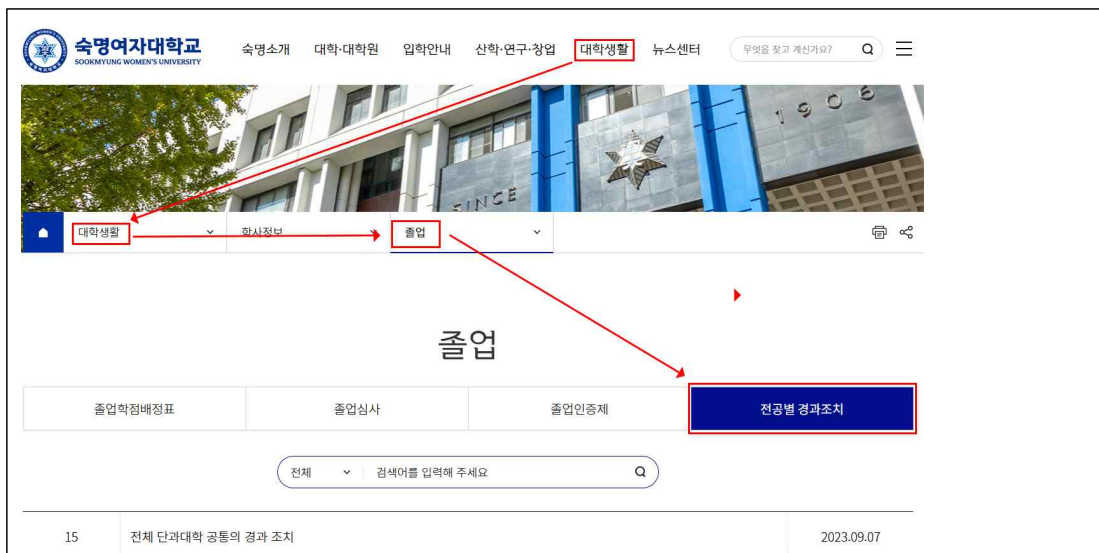 숙명여자대학교
SOOKMYUNG WOMEN'S UNIVERSITY
숙명소개 대학·대학원 입학안내 산학·연구·창업 대학생활 뉴스센터 무엇을 찾고 계신가요?
SINCE 1906
대학생활 학사정보 졸업
졸업
졸업학점배정표 졸업심사 졸업인증제 전공별 경과조치
전체 검색어를 입력해 주세요
15 전체 단과대학 공통의 경과 조치 2023.09.07